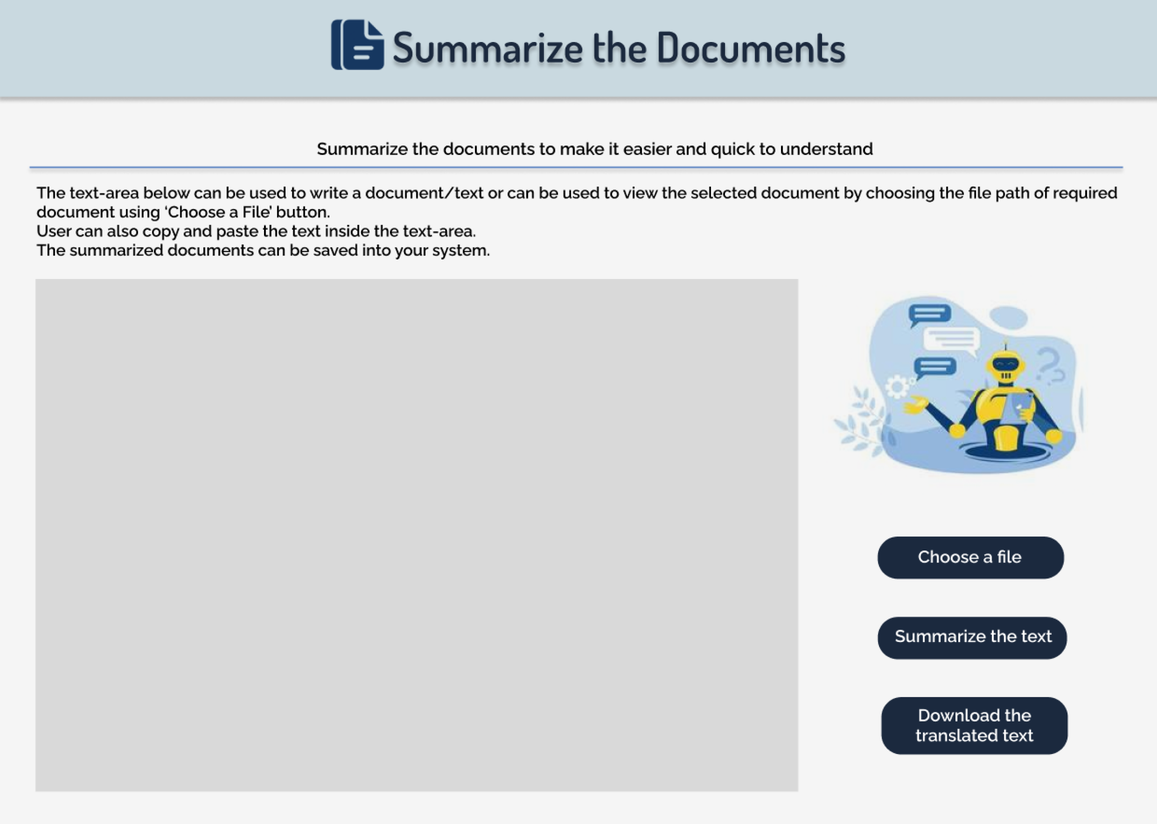 Summarize the Documents
Summarize the documents to make it easier and quick to understand
The text-area below can be used to write a document/text or can be used to view the selected document by choosing the file path of required
document using ‘Choose a File’ button.
User can also copy and paste the text inside the text-area.
The summarized documents can be saved into your system.
Choose a file
Summarize the text
Download the
translated text